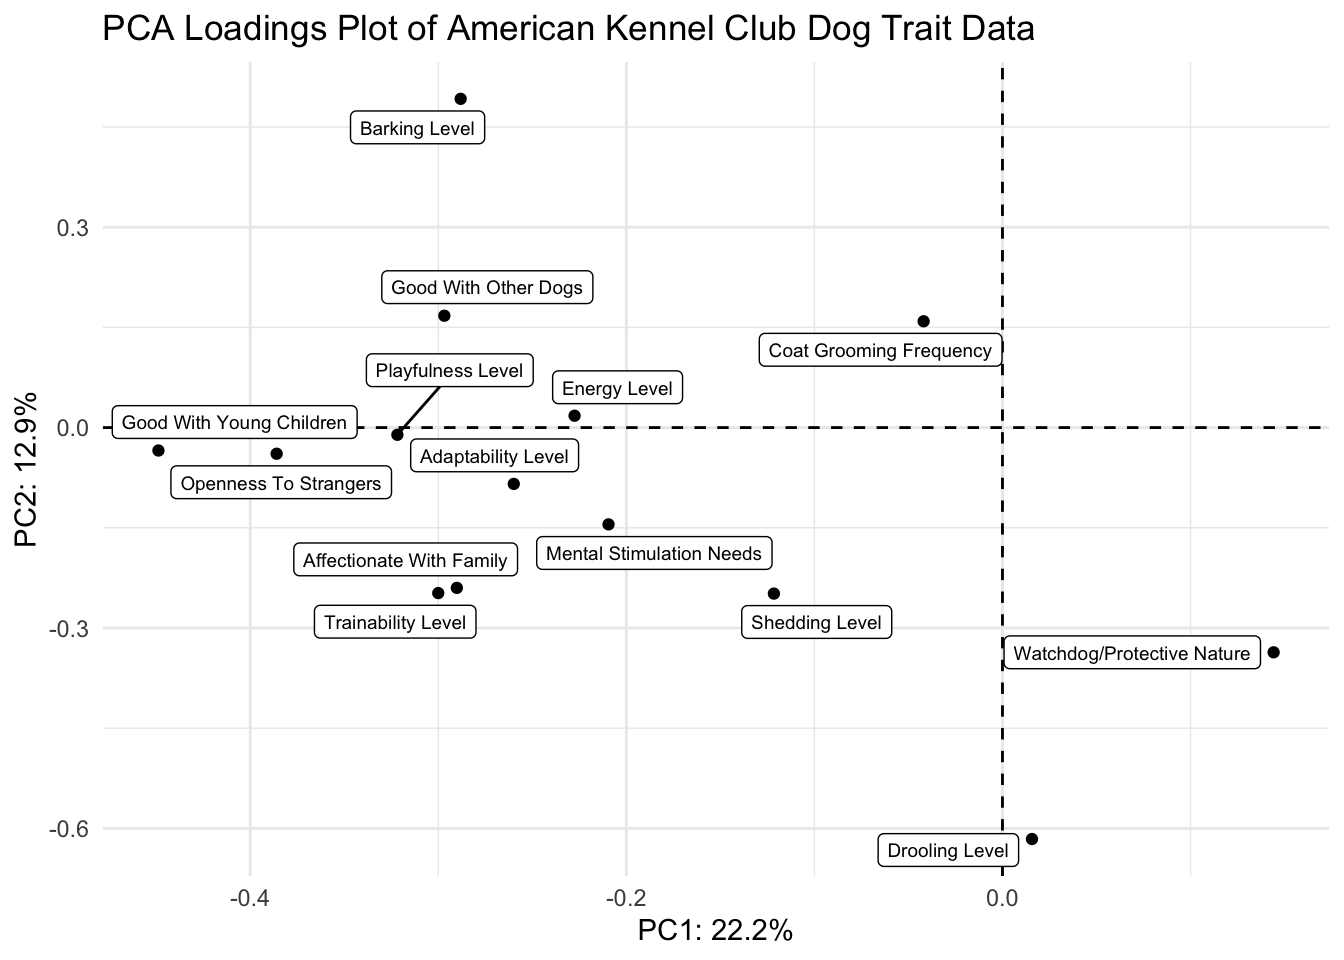 PCA Loadings Plot of American Kennel Club Dog Trait Data
Barking Level
0.3
Good With Other Dogs
Coat Grooming Frequency
Playfulness Level
Energy Level
Good With Young Children
0.0
Adaptability Level
Openness To Strangers
Mental Stimulation Needs
Affectionate With Family
Trainability Level
Shedding Level
-0.3
Watchdog/Protective Nature
Drooling Level
-0.6
PC2: 12.9%
-0.4
-0.2
0.0
PC1: 22.2%